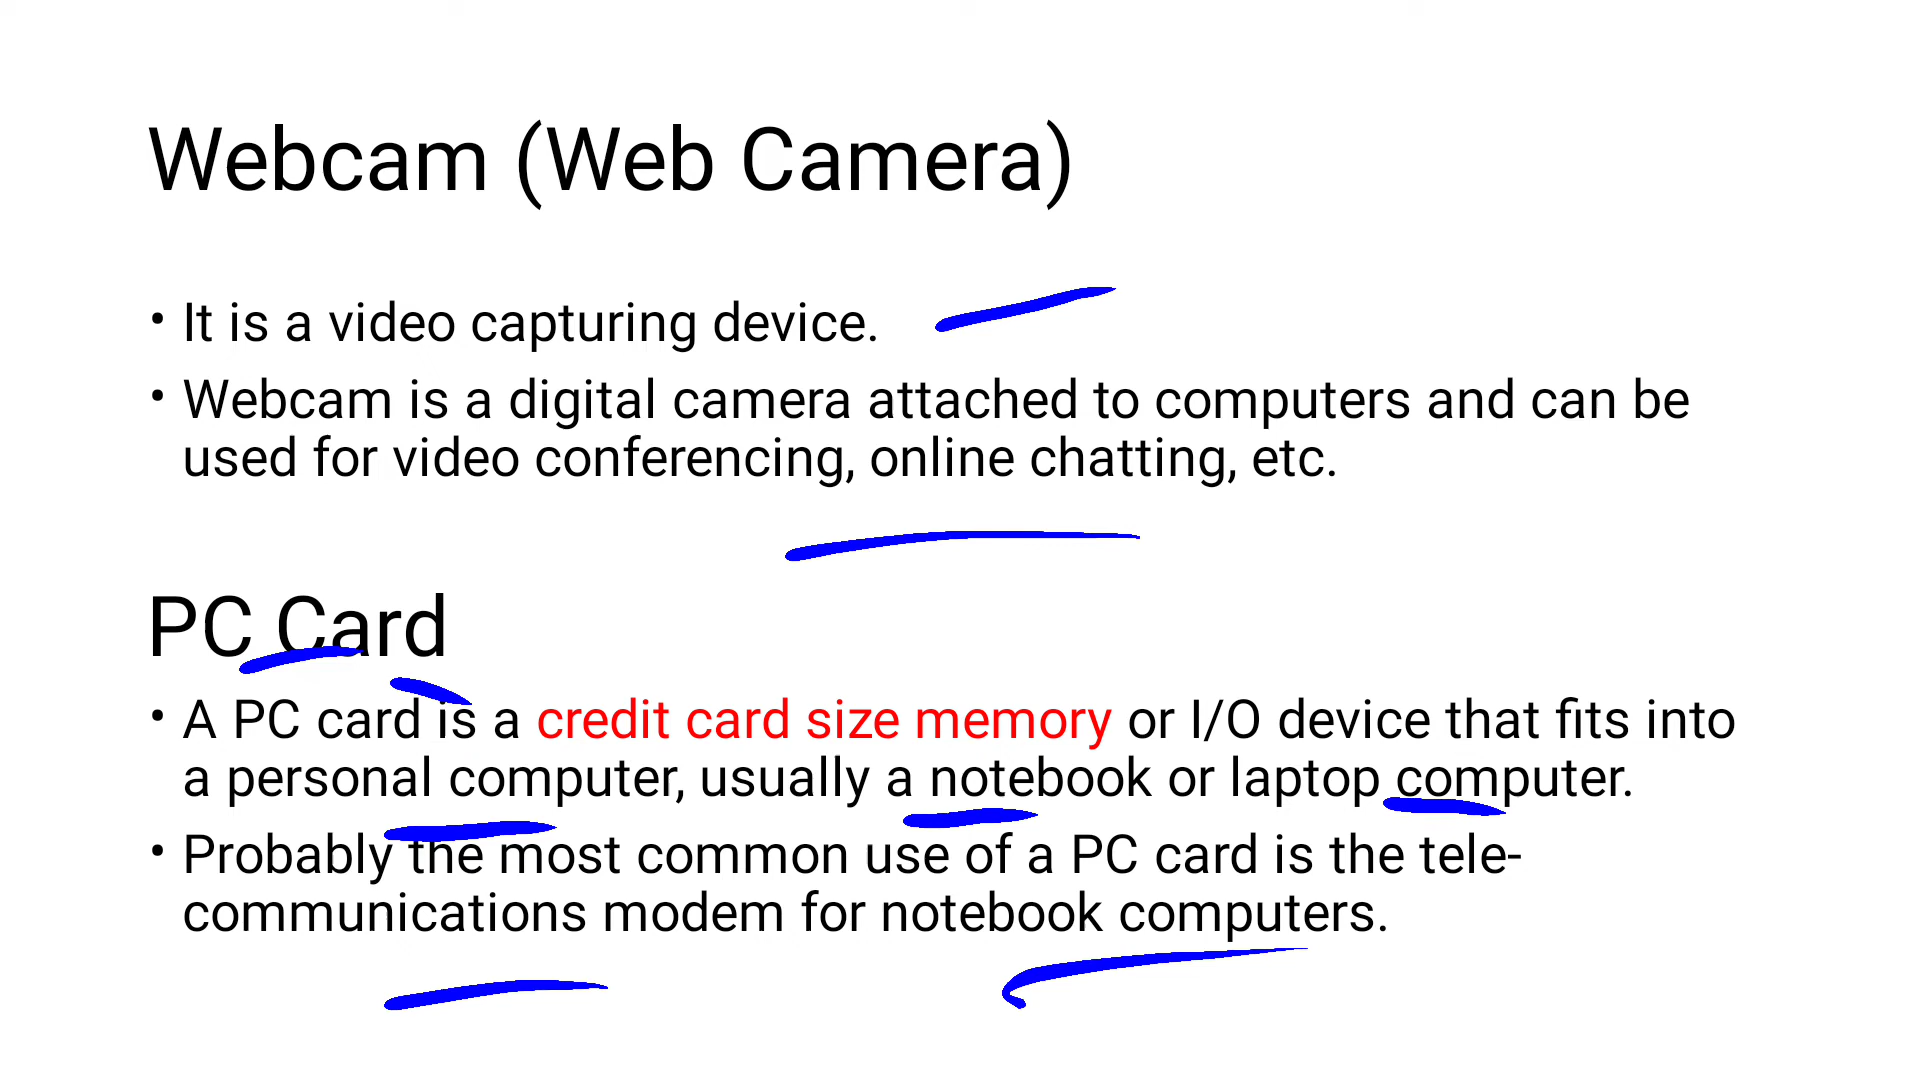 Webcam (Web Camera)
• It is a video capturing device.
• Webcam is a digital camera attached to computers and can be
used for video conferencing, online chatting, etc.
PC Card
• A PC card is a credit card size memory or I/O device that fits into
a personal computer, usually a notebook or laptop computer.
• Probably the most common use of a PC card is the tele-
communications modem for notebook computers.